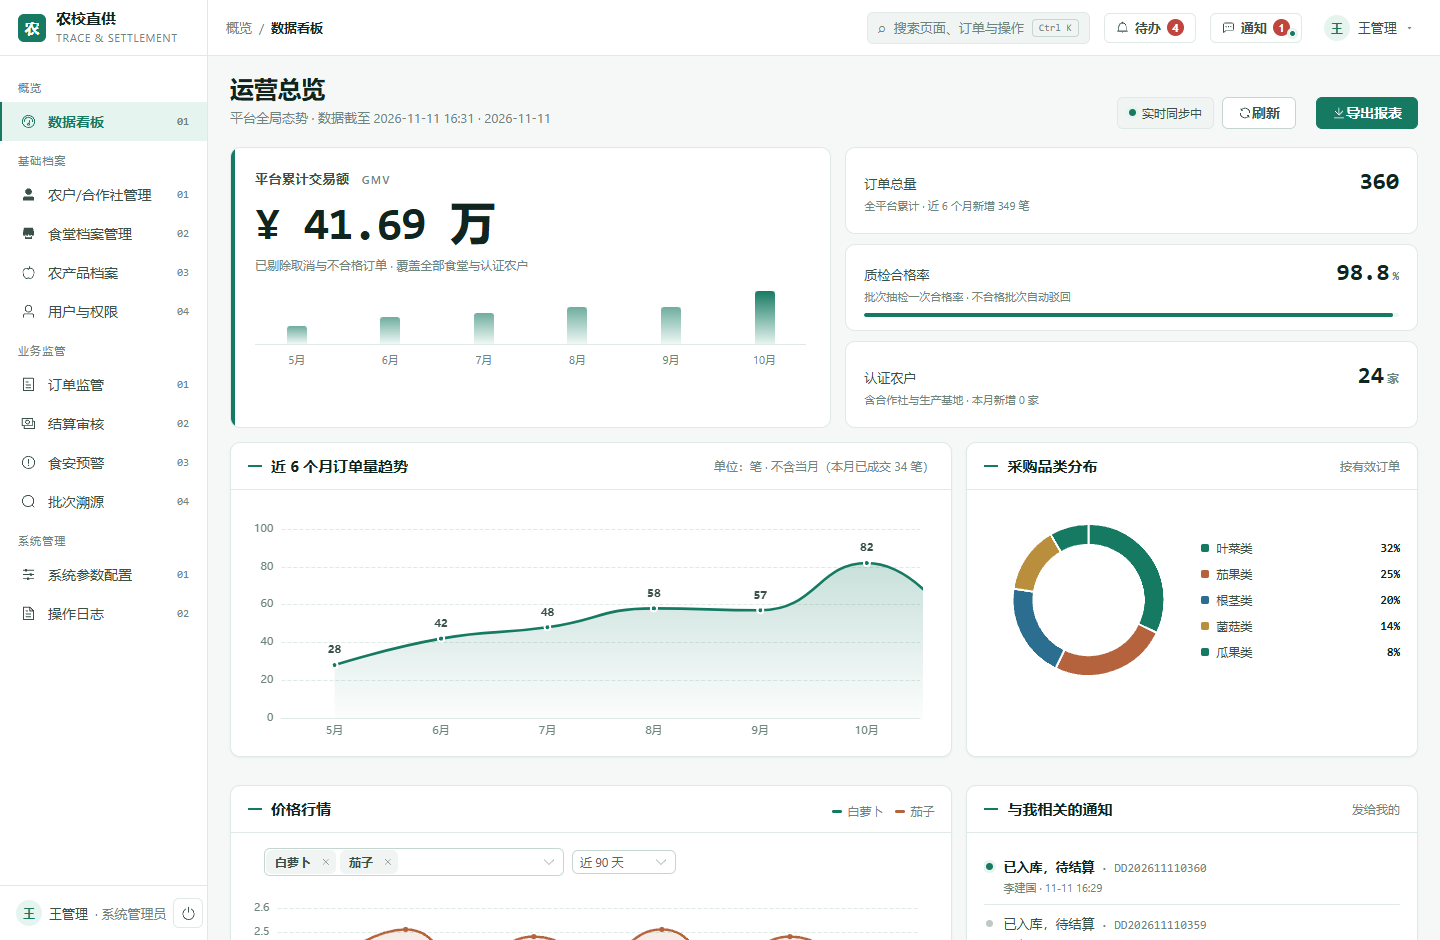 农
农校直供
TRACE & SETTLEMENT
概览 / 数据看板
搜索页面、订单与操作 Ctrl K
待办 4
通知 1
王 王管理
概览
数据看板 01
基础档案
农户/合作社管理 01
食堂档案管理 02
农产品档案 03
用户与权限 04
业务监管
订单监管 01
结算审核 02
食安预警 03
批次溯源 04
系统管理
系统参数配置 01
操作日志 02
王 王管理 · 系统管理员
运营总览
平台全局态势 · 数据截至 2026-11-11 16:31 · 2026-11-11
实时同步中
刷新
导出报表
平台累计交易额 GMV
¥ 41.69 万
已剔除取消与不合格订单 · 覆盖全部食堂与认证农户
5月 6月 7月 8月 9月 10月
订单总量 360
全平台累计 · 近 6 个月新增 349 笔
质检合格率 98.8%
批次抽检一次合格率 · 不合格批次自动驳回
认证农户 24家
含合作社与生产基地 · 本月新增 0 家
近 6 个月订单量趋势
单位：笔 · 不含当月（本月已成交 34 笔）
100
80
60
40
20
0
28 42 48 58 57 82
5月 6月 7月 8月 9月 10月
采购品类分布 按有效订单
叶菜类 32%
茄果类 25%
根茎类 20%
菌菇类 14%
瓜果类 8%
价格行情
白萝卜 茄子
白萝卜 × 茄子 × 近 90 天
2.6
2.5
与我相关的通知 发给我的
已入库，待结算 · DD202611110360
李建国 · 11-11 16:29
已入库，待结算 · DD202611110359